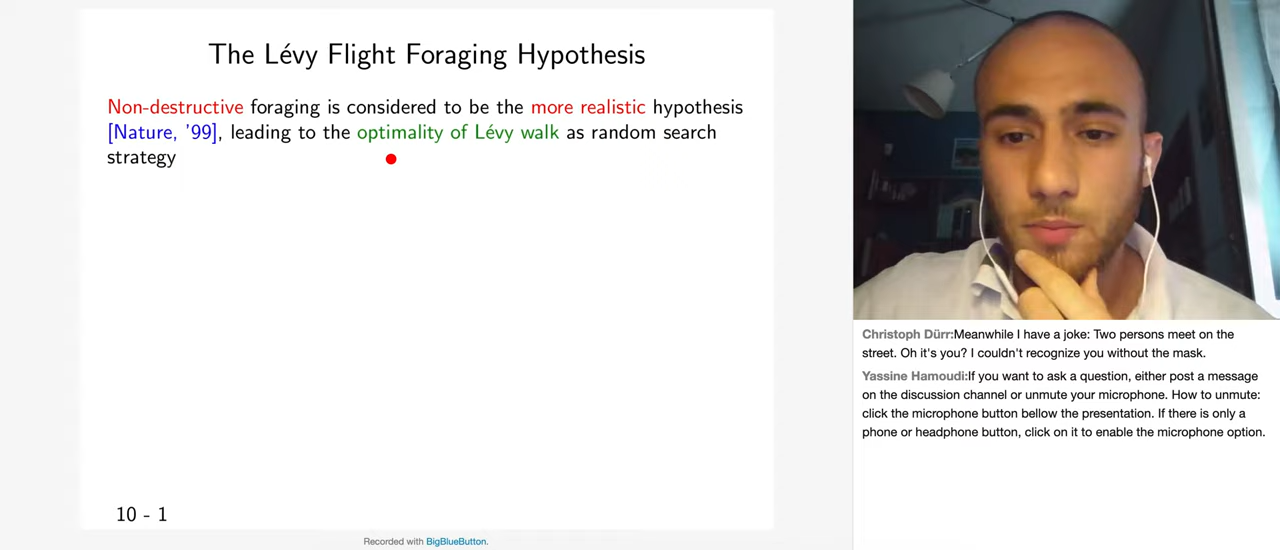 The Lévy Flight Foraging Hypothesis
Non-destructive foraging is considered to be the more realistic hypothesis
[Nature, '99], leading to the optimality of Lévy walk as random search
strategy
10 - 1
Recorded with BigBlueButton.
Christoph Dürr:Meanwhile I have a joke: Two persons meet on the
street. Oh it's you? I couldn't recognize you without the mask.
Yassine Hamoudi:If you want to ask a question, either post a message
on the discussion channel or unmute your microphone. How to unmute:
click the microphone button bellow the presentation. If there is only a
phone or headphone button, click on it to enable the microphone option.